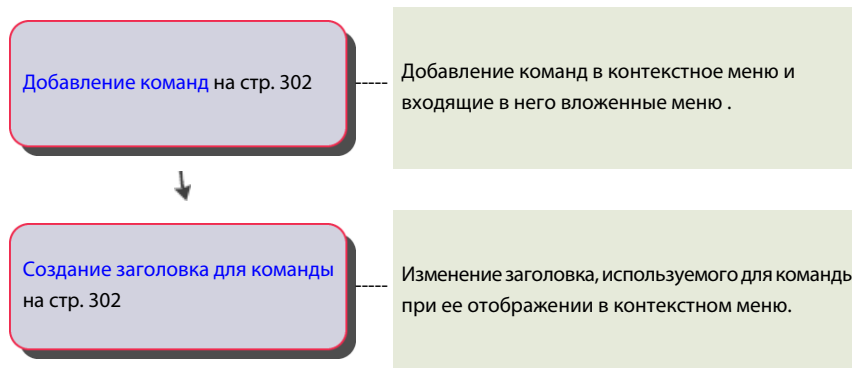 Добавление команд на стр. 302
Добавление команд в контекстное меню и
входящие в него вложенные меню .
Создание заголовка для команды
на стр. 302
Изменение заголовка, используемого для команды
при ее отображении в контекстном меню.